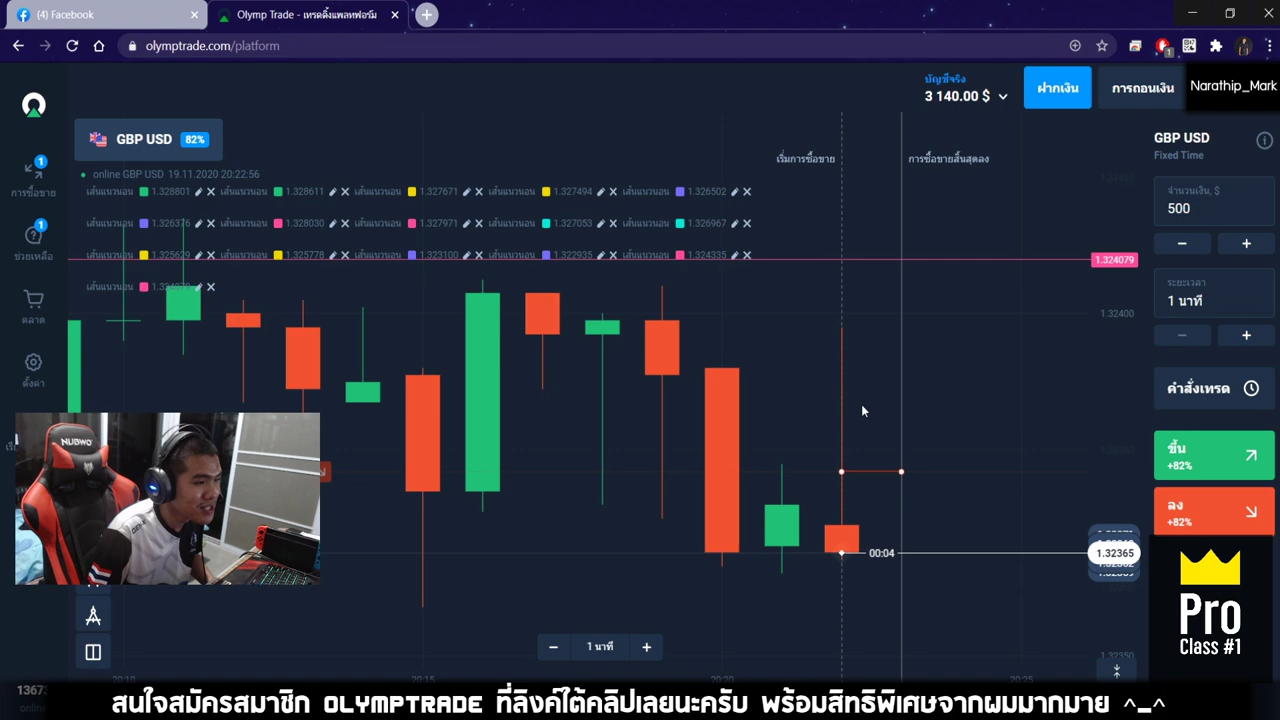 (4) Facebook
Olymp Trade - เทรดดิ้งแพลทฟอร์ม
olymptrade.com/platform
บัญชีจริง
3 140.00 $
ฝากเงิน
การถอนเงิน
Narathip_Mark
GBP USD 82%
online GBP USD 19.11.2020 20:22:56
เส้นแนวนอน 1.328801 เส้นแนวนอน 1.328611 เส้นแนวนอน 1.327671 เส้นแนวนอน 1.327494 เส้นแนวนอน 1.326502
เส้นแนวนอน 1.326376 เส้นแนวนอน 1.328030 เส้นแนวนอน 1.327971 เส้นแนวนอน 1.327053 เส้นแนวนอน 1.326967
เส้นแนวนอน 1.325629 เส้นแนวนอน 1.325778 เส้นแนวนอน 1.323100 เส้นแนวนอน 1.322935 เส้นแนวนอน 1.324335
เส้นแนวนอน 1.324079
เริ่มการซื้อขาย
การซื้อขายสิ้นสุดลง
1
การซื้อขาย
1
ช่วยเหลือ
ตลาด
ตั้งค่า
1.324079
1.32400
00:04
1.32365
1.32350
GBP USD
Fixed Time
จำนวนเงิน, $
500
ระยะเวลา
1 นาที
คำสั่งเทรด
ขึ้น
+82%
ลง
+82%
Pro
Class #1
NUBWO
1 นาที
20:10
20:15
20:20
20:25
1367
online
สนใจสมัครสมาชิก OLYMPTRADE ที่ลิงค์ใต้คลิปเลยนะครับ พร้อมสิทธิพิเศษจากผมมากมาย ^_^